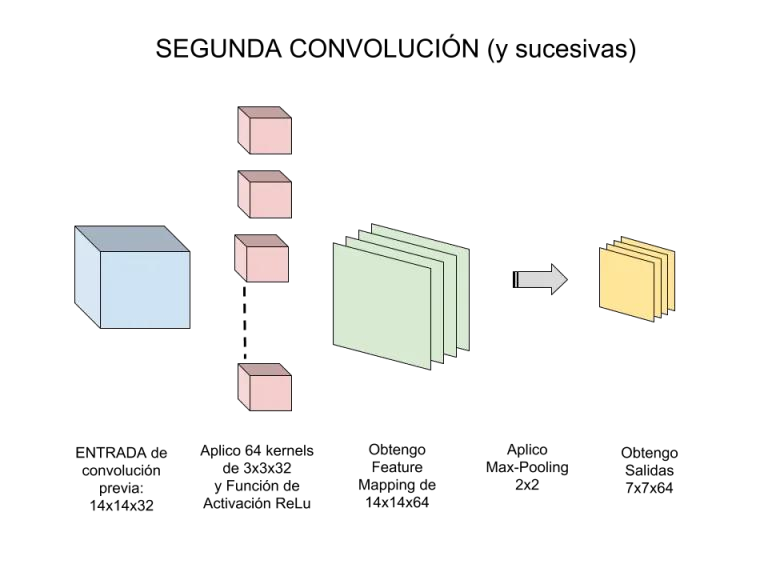 SEGUNDA CONVOLUCIÓN (y sucesivas)
ENTRADA de
convolución
previa:
14x14x32
Aplico 64 kernels
de 3x3x32
y Función de
Activación ReLu
Obtengo
Feature
Mapping de
14x14x64
Aplico
Max-Pooling
2x2
Obtengo
Salidas
7x7x64